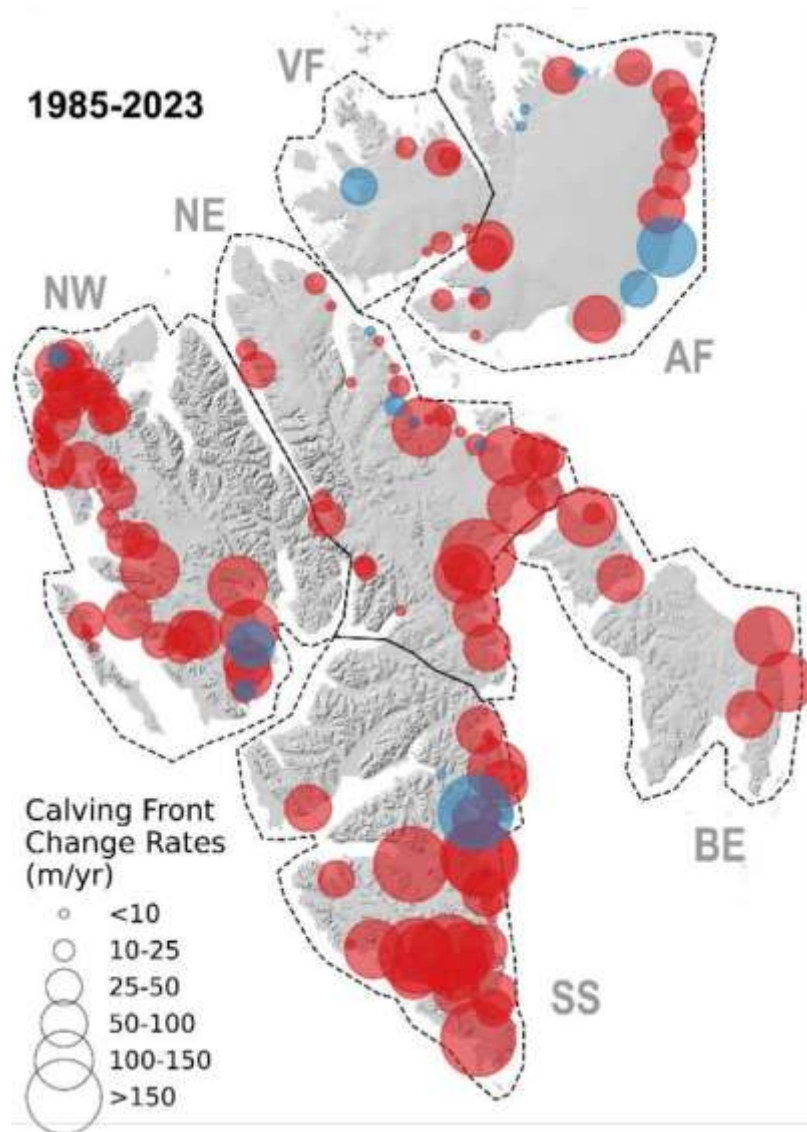 1985-2023
VF
NE
NW
AF
BE
SS
Calving Front
Change Rates
(m/yr)
<10
10-25
25-50
50-100
100-150
>150